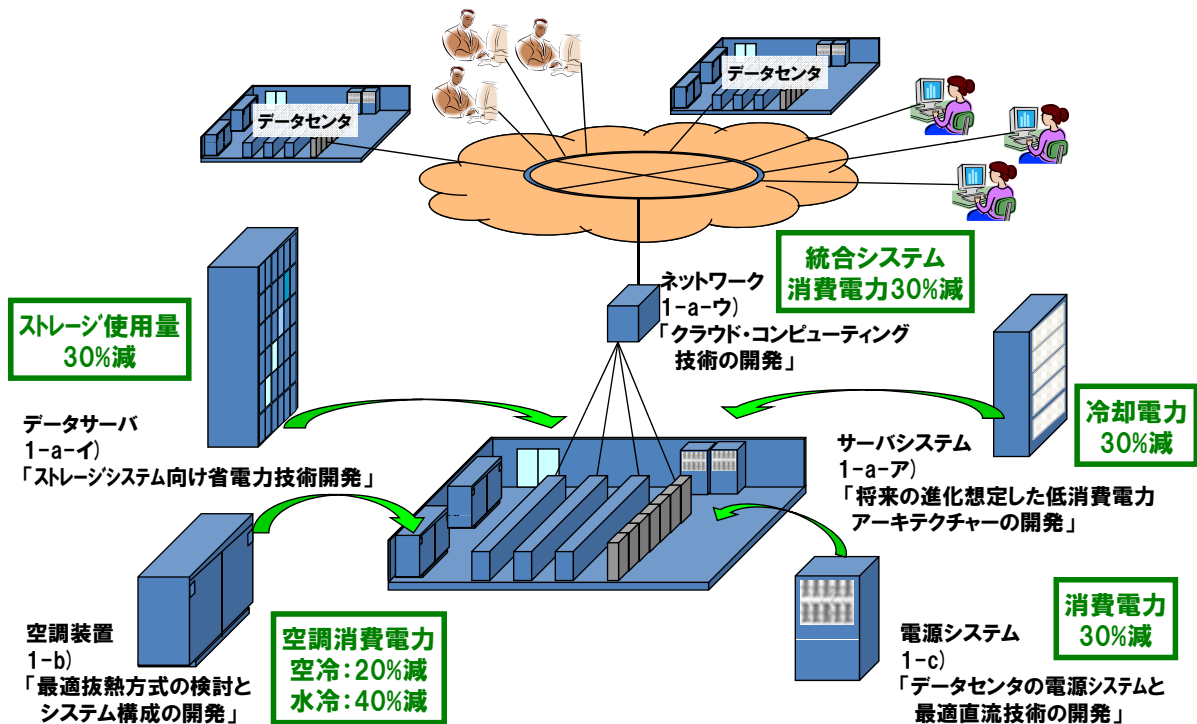 データセンタ
データセンタ
統合システム
消費電力30%減
ネットワーク
1-a-ウ)
「クラウド・コンピューティング
技術の開発」
ストレージ使用量
30%減
データサーバ
1-a-イ)
「ストレージシステム向け省電力技術開発」
冷却電力
30%減
サーバシステム
1-a-ア)
「将来の進化想定した低消費電力
アーキテクチャーの開発」
空調装置
1-b)
「最適抜熱方式の検討と
システム構成の開発」
空調消費電力
空冷:20%減
水冷:40%減
電源システム
1-c)
「データセンタの電源システムと
最適直流技術の開発」
消費電力
30%減